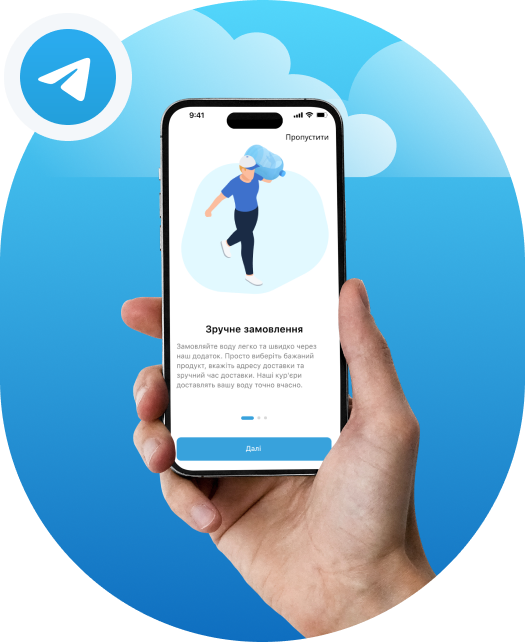 9:41
Пропустити
Зручне замовлення
Замовляйте воду легко та швидко через
наш додаток. Просто виберіть бажаний
продукт, вкажіть адресу доставки та
зручний час доставки. Наші кур'єри
доставлять вашу воду точно вчасно.
Далі